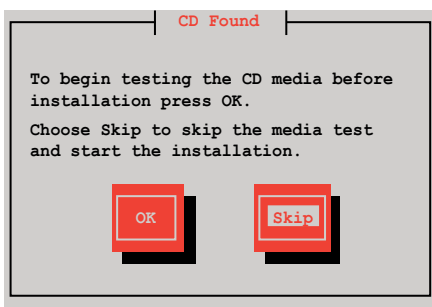 CD Found
To begin testing the CD media before
installation press OK.
Choose Skip to skip the media test
and start the installation.
OK
Skip